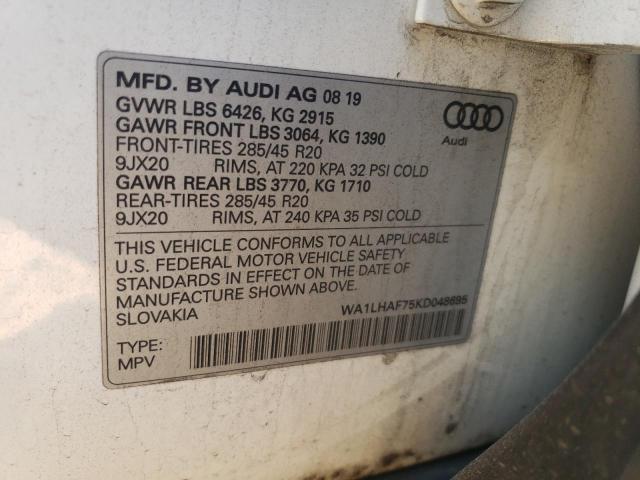 MFD. BY AUDI AG 08 19
GVWR LBS 6426, KG 2915
GAWR FRONT LBS 3064, KG 1390
FRONT-TIRES 285/45 R20
9JX20 RIMS, AT 220 KPA 32 PSI COLD
GAWR REAR LBS 3770, KG 1710
REAR-TIRES 285/45 R20
9JX20 RIMS, AT 240 KPA 35 PSI COLD
Audi
THIS VEHICLE CONFORMS TO ALL APPLICABLE
U.S. FEDERAL MOTOR VEHICLE SAFETY
STANDARDS IN EFFECT ON THE DATE OF
MANUFACTURE SHOWN ABOVE.
SLOVAKIA
WA1LHAF75KD048695
TYPE:
MPV